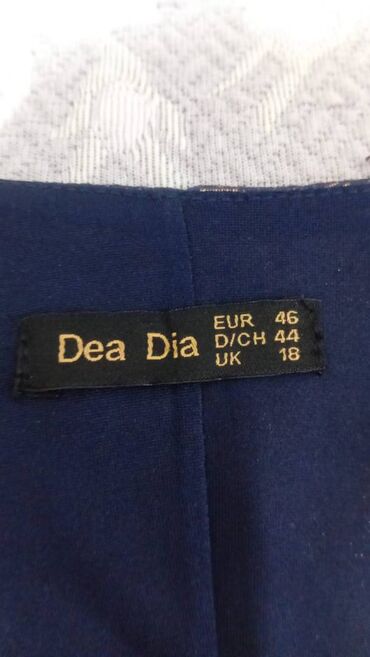 Dea Dia
EUR 46
D/CH 44
UK 18